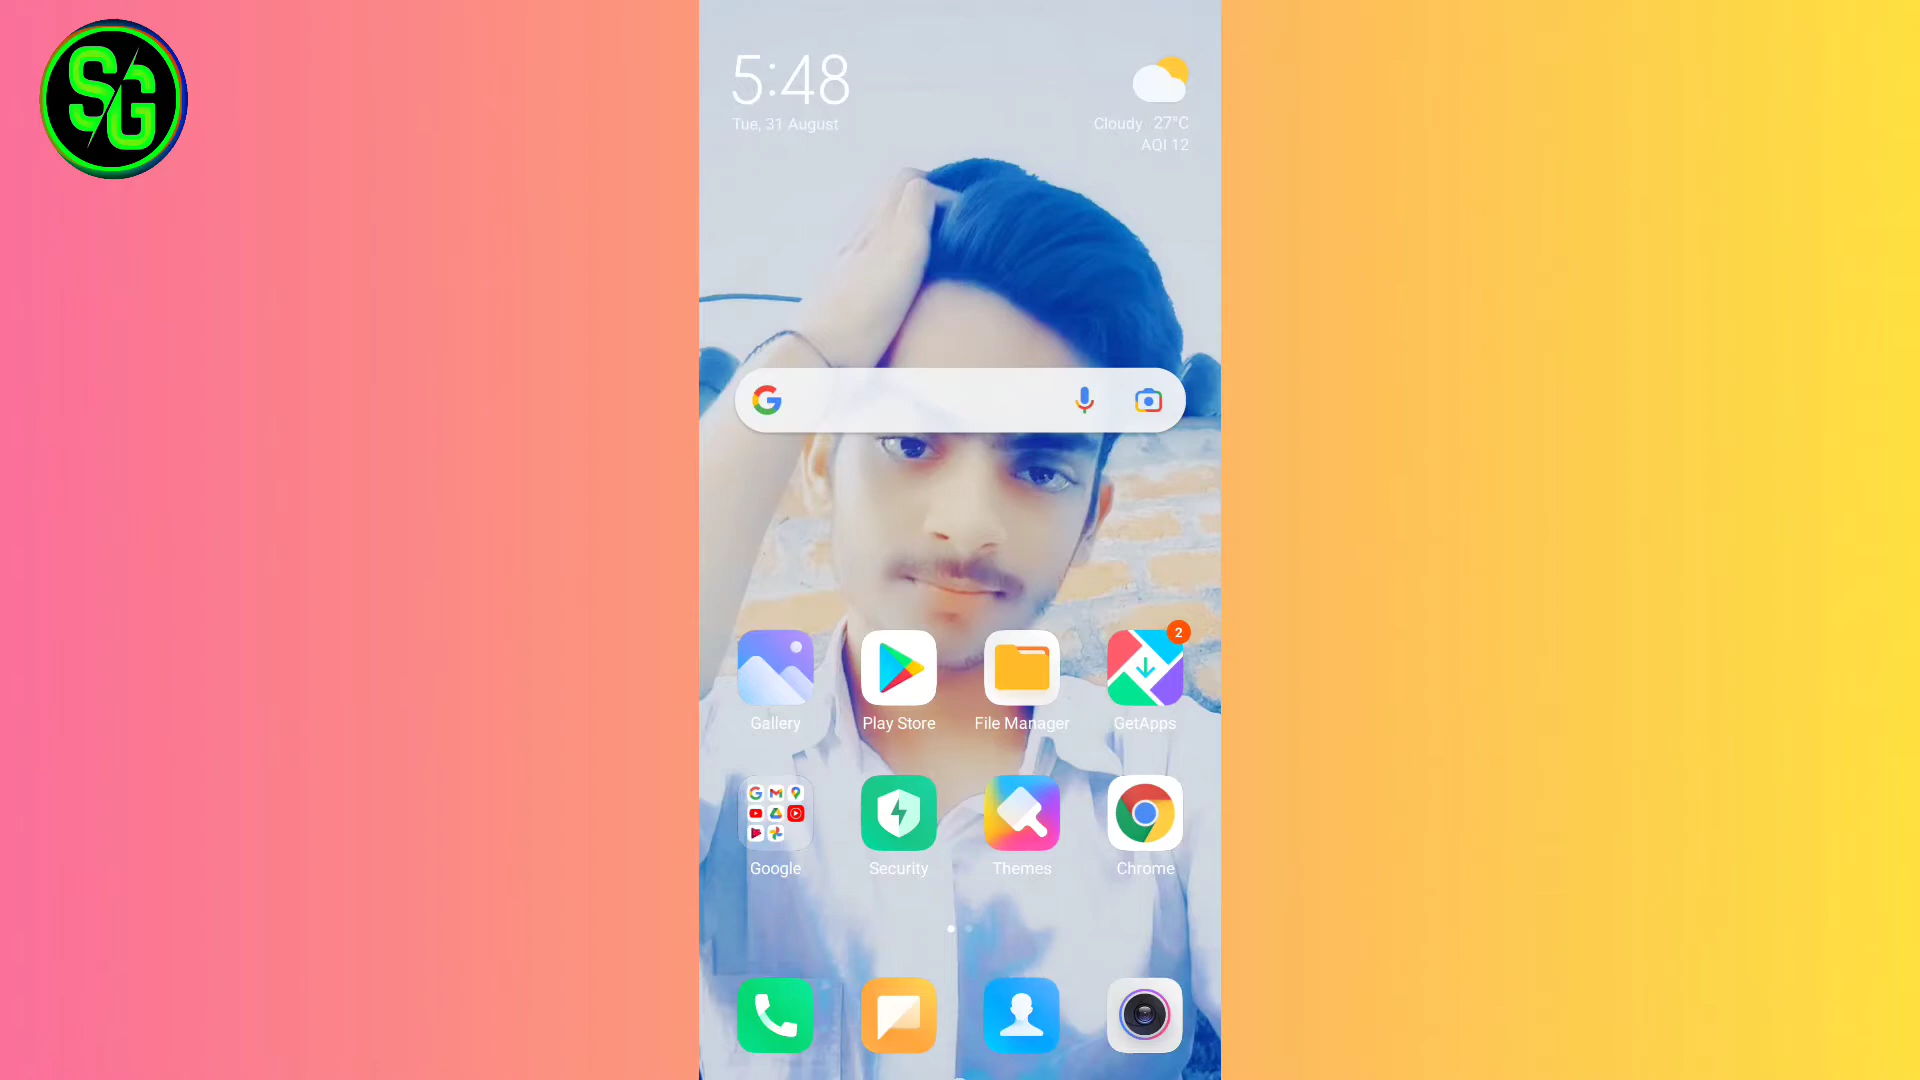 SG
5:48
Tue, 31 August
Cloudy 27°C
AQI 12
2
Gallery
Play Store
File Manager
GetApps
Google
Security
Themes
Chrome